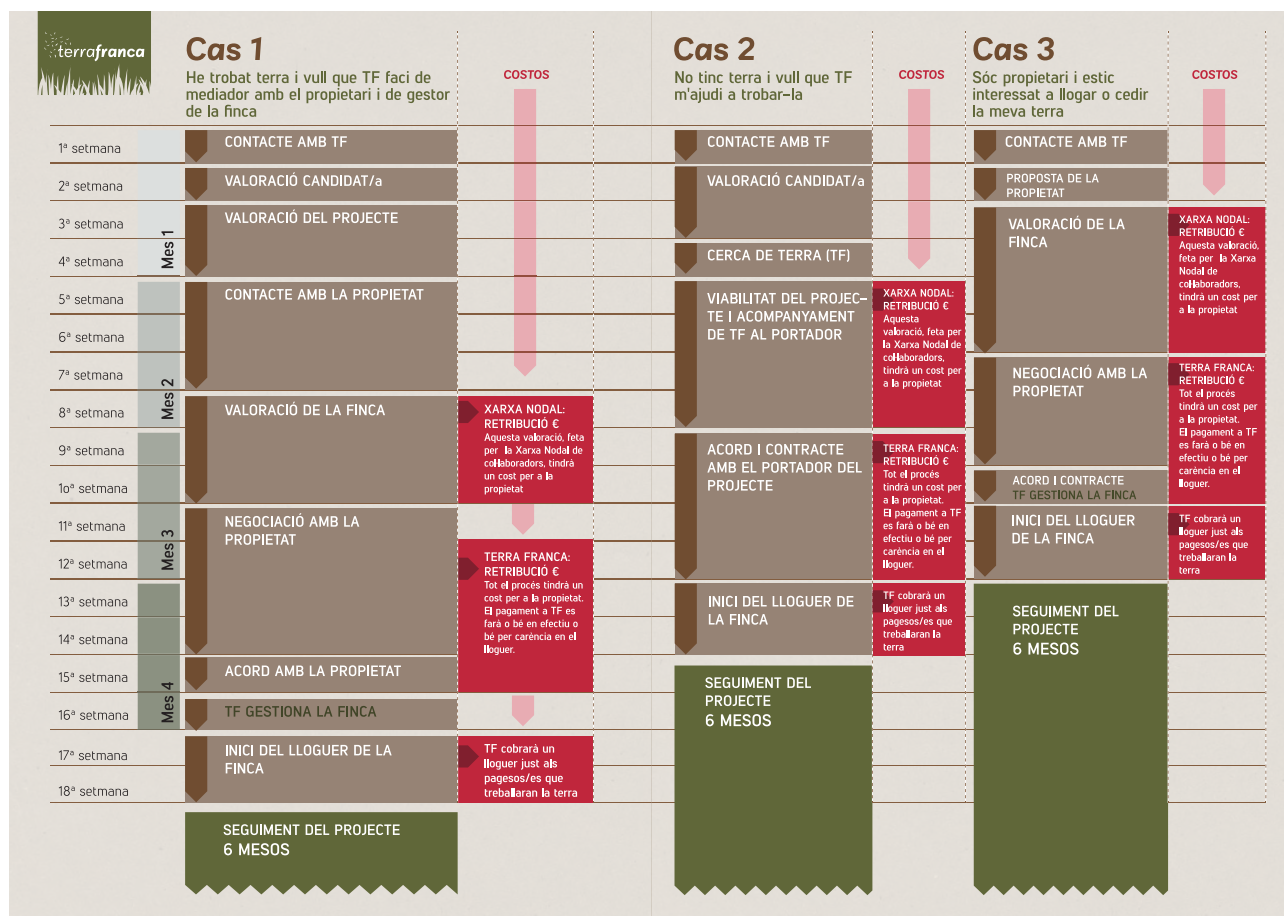 terrafranca
Cas 1
He trobat terra i vull que TF faci de
mediador amb el propietari i de gestor
de la finca
COSTOS
Cas 2
No tinc terra i vull que TF
m'ajudi a trobar-la
COSTOS
Cas 3
Sóc propietari i estic
interessat a llogar o cedir
la meva terra
COSTOS
1ª setmana
2ª setmana
3ª setmana
4ª setmana
5ª setmana
6ª setmana
7ª setmana
8ª setmana
9ª setmana
10ª setmana
11ª setmana
12ª setmana
13ª setmana
14ª setmana
15ª setmana
16ª setmana
17ª setmana
18ª setmana
Mes 1
Mes 2
Mes 3
Mes 4
CONTACTE AMB TF
VALORACIÓ CANDIDAT/a
VALORACIÓ DEL PROJECTE
CONTACTE AMB LA PROPIETAT
VALORACIÓ DE LA FINCA
NEGOCIACIÓ AMB LA
PROPIETAT
ACORD AMB LA PROPIETAT
TF GESTIONA LA FINCA
INICI DEL LLOGUER DE LA
FINCA
SEGUIMENT DEL PROJECTE
6 MESOS
XARXA NODAL:
RETRIBUCIÓ €
Aquesta valoració, feta
per la Xarxa Nodal de
col·laboradors, tindrà
un cost per a la
propietat
TERRA FRANCA:
RETRIBUCIÓ €
Tot el procés tindrà un
cost per a la propietat.
El pagament a TF es
farà o bé en efectiu o
bé per carència en el
lloguer.
TF cobrarà un
lloguer just als
pagesos/es que
treballaran la terra
CONTACTE AMB TF
VALORACIÓ CANDIDAT/a
CERCA DE TERRA (TF)
VIABILITAT DEL PROJEC-
TE I ACOMPANYAMENT
DE TF AL PORTADOR
ACORD I CONTRACTE
AMB EL PORTADOR DEL
PROJECTE
INICI DEL LLOGUER DE
LA FINCA
SEGUIMENT DEL
PROJECTE
6 MESOS
XARXA NODAL:
RETRIBUCIÓ €
Aquesta
valoració, feta per
la Xarxa Nodal de
col·laboradors,
tindrà un cost per
a la propietat
TERRA FRANCA:
RETRIBUCIÓ €
Tot el procés
tindrà un cost per
a la propietat.
El pagament a TF
es farà o bé en
efectiu o bé per
carència en el
lloguer.
TF cobrarà un
lloguer just als
pagesos/es que
treballaran la
terra
CONTACTE AMB TF
PROPOSTA DE LA
PROPIETAT
VALORACIÓ DE LA
FINCA
NEGOCIACIÓ AMB LA
PROPIETAT
ACORD I CONTRACTE
TF GESTIONA LA FINCA
INICI DEL LLOGUER
DE LA FINCA
SEGUIMENT DEL
PROJECTE
6 MESOS
XARXA NODAL:
RETRIBUCIÓ €
Aquesta valoració,
feta per la Xarxa
Nodal de
col·laboradors,
tindrà un cost per
a la propietat
TERRA FRANCA:
RETRIBUCIÓ €
Tot el procés
tindrà un cost per
a la propietat.
El pagament a TF
es farà o bé en
efectiu o bé per
carència en el
lloguer.
TF cobrarà un
lloguer just als
pagesos/es que
treballaran la
terra